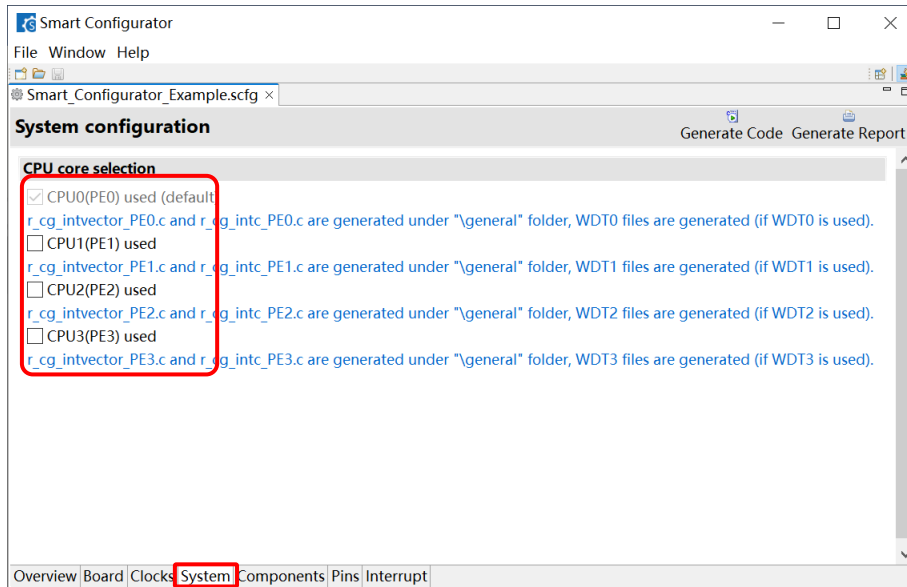 Smart Configurator
File Window Help
Smart_Configurator_Example.scfg
System configuration
Generate Code Generate Report
CPU core selection
CPU0(PE0) used (default
r_cg_intvector_PE0.c and r_cg_intc_PE0.c are generated under "\general" folder, WDT0 files are generated (if WDT0 is used).
CPU1(PE1) used
r_cg_intvector_PE1.c and r_cg_intc_PE1.c are generated under "\general" folder, WDT1 files are generated (if WDT1 is used).
CPU2(PE2) used
r_cg_intvector_PE2.c and r_cg_intc_PE2.c are generated under "\general" folder, WDT2 files are generated (if WDT2 is used).
CPU3(PE3) used
r_cg_intvector_PE3.c and r_cg_intc_PE3.c are generated under "\general" folder, WDT3 files are generated (if WDT3 is used).
Overview Board Clocks System Components Pins Interrupt